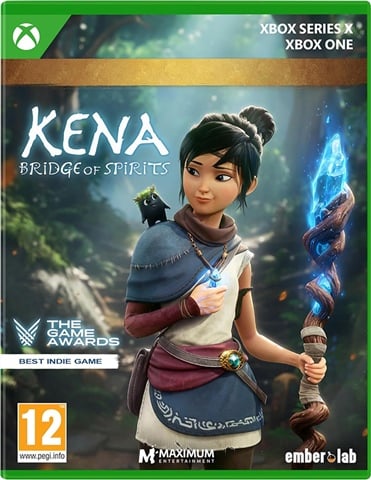 XBOX SERIES X
XBOX ONE
KENA
BRIDGE OF SPIRITS
THE
GAME
AWARDS
BEST INDIE GAME
12
www.pegi.info
MAXIMUM
ENTERTAINMENT
ember lab